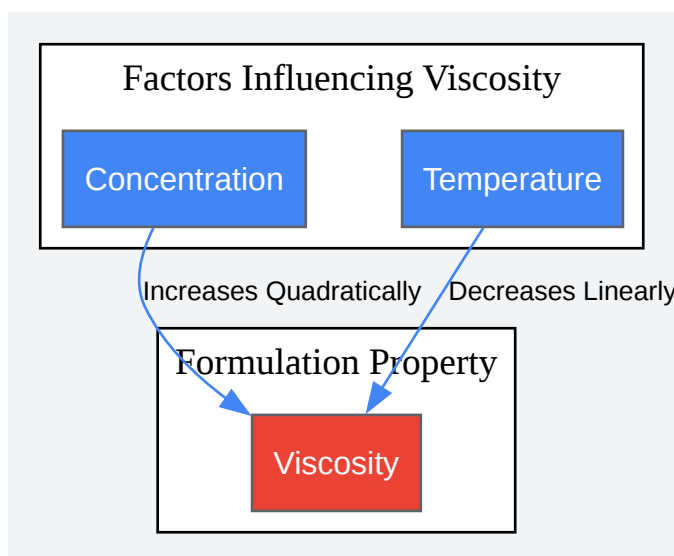 Factors Influencing Viscosity
Concentration
Temperature
Increases Quadratically
Decreases Linearly
Formulation Property
Viscosity